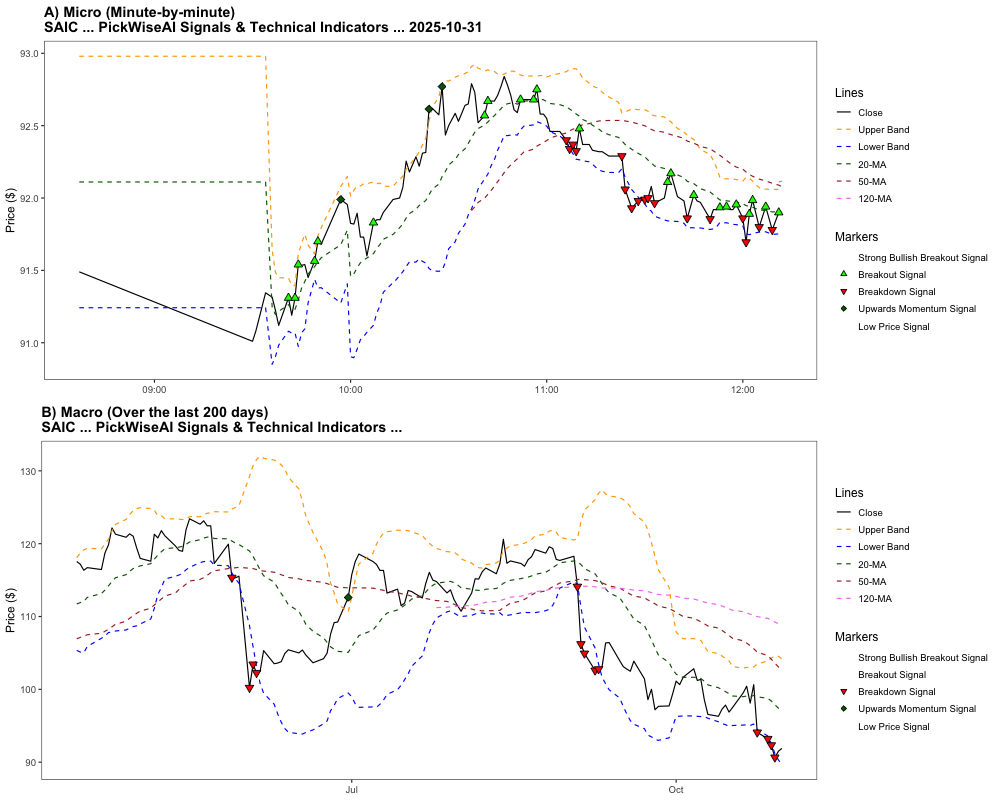 A) Micro (Minute-by-minute)
SAIC ... PickWiseAI Signals & Technical Indicators ... 2025-10-31
Price ($)
93.0
92.5
92.0
91.5
91.0
09:00
10:00
11:00
12:00
Lines
Close
Upper Band
Lower Band
20-MA
50-MA
120-MA
Markers
Strong Bullish Breakout Signal
Breakout Signal
Breakdown Signal
Upwards Momentum Signal
Low Price Signal
B) Macro (Over the last 200 days)
SAIC ... PickWiseAI Signals & Technical Indicators ...
Price ($)
130
120
110
100
90
Jul
Oct
Lines
Close
Upper Band
Lower Band
20-MA
50-MA
120-MA
Markers
Strong Bullish Breakout Signal
Breakout Signal
Breakdown Signal
Upwards Momentum Signal
Low Price Signal